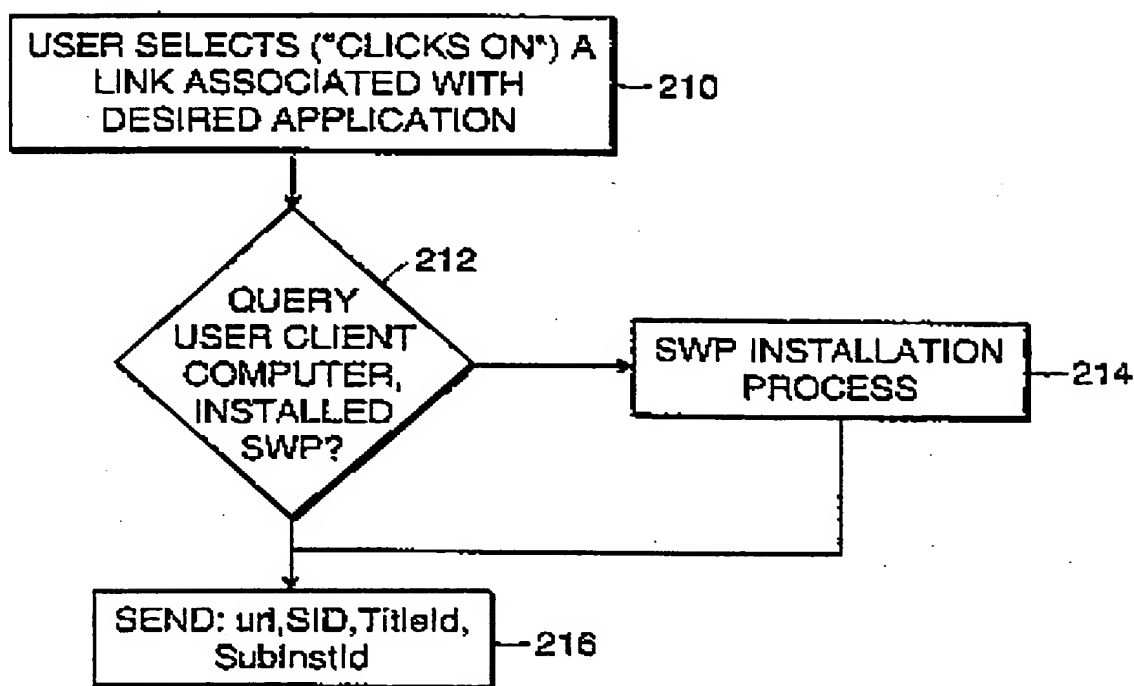 USER SELECTS ("CLICKS ON") A
LINK ASSOCIATED WITH
DESIRED APPLICATION
210
212
QUERY
USER CLIENT
COMPUTER,
INSTALLED
SWP?
SWP INSTALLATION
PROCESS
214
SEND: url,SID,TitleId,
SubInstId
216